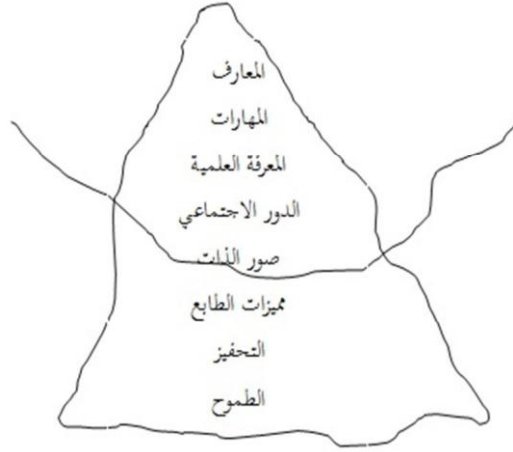 المعارف
المهارات
المعرفة العلمية
الدور الاجتماعي
صور الذات
مميزات الطابع
التحفيز
الطموح